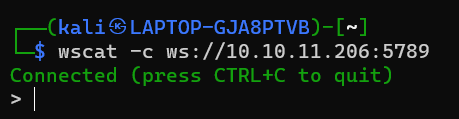 ┌──(kali㉿LAPTOP-GJA8PTVB)-[~]
└─$ wscat -c ws://10.10.11.206:5789
Connected (press CTRL+C to quit)
>